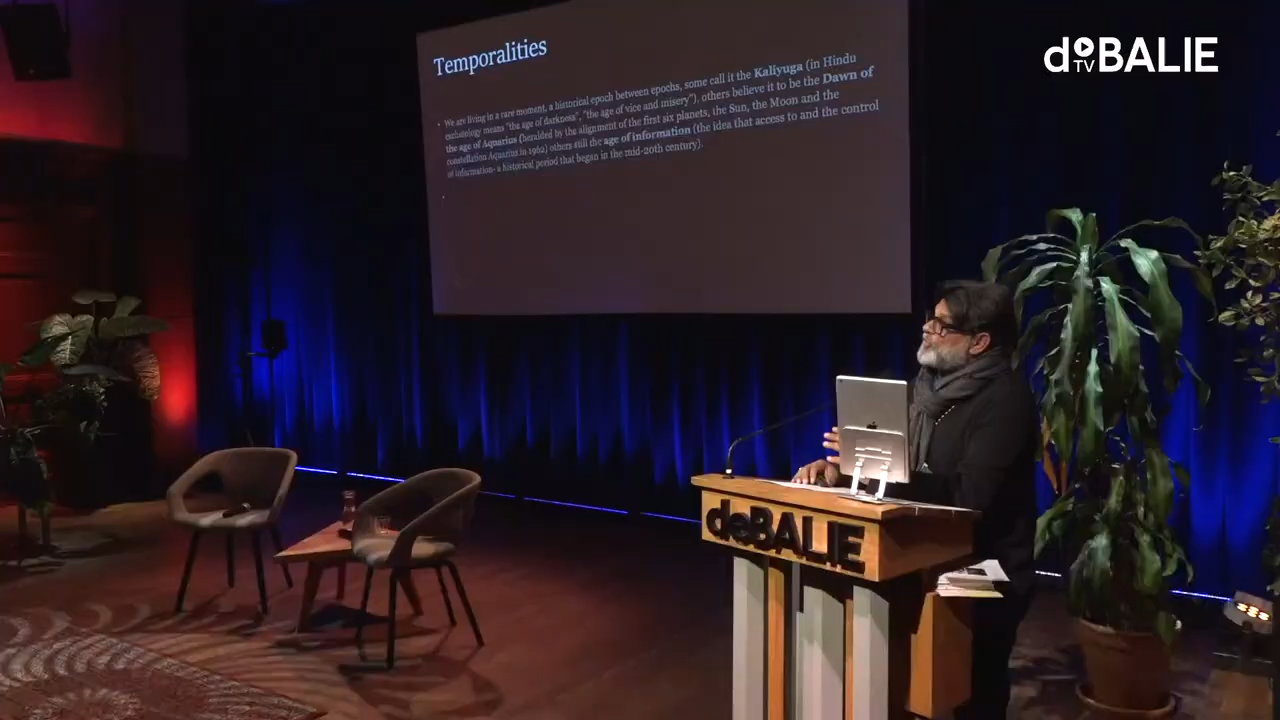 Temporalities
• We are living in a rare moment, a historical epoch between epochs, some call it the Kaliyuga (in Hindu
methology means "the age of darkness", "the age of vice and misery"), others believe it to be the Dawn of
the age of Aquarius (heralded by the alignment of the first six planets, the Sun, the Moon and the
constellation Aquarius in 1962) others still the age of information (the idea that access to and the control
of information- a historical period that began in the mid-20th century).
deBALIE
TV
deBALIE